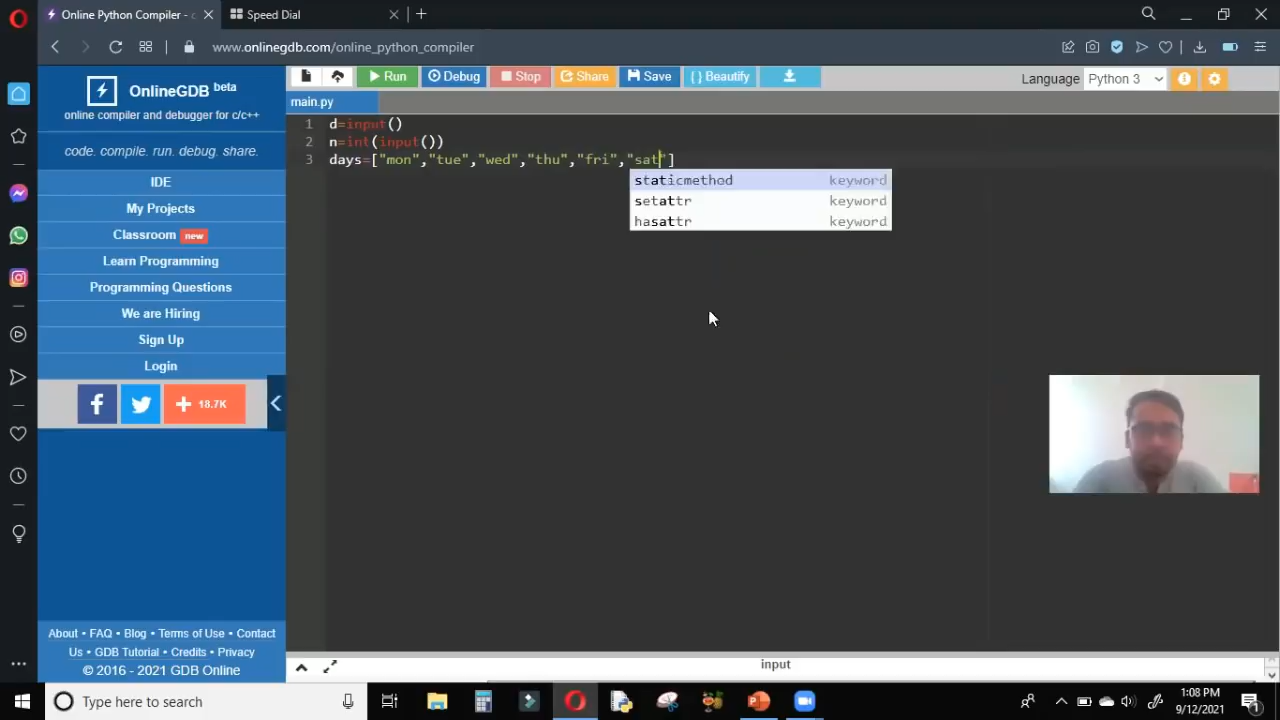 Online Python Compiler - c
Speed Dial
www.onlinegdb.com/online_python_compiler
OnlineGDB beta
online compiler and debugger for c/c++
code. compile. run. debug. share.
IDE
My Projects
Classroom new
Learn Programming
Programming Questions
We are Hiring
Sign Up
Login
f
+ 18.7K
About • FAQ • Blog • Terms of Use • Contact
Us • GDB Tutorial • Credits • Privacy
© 2016 - 2021 GDB Online
Run
Debug
Stop
Share
Save
{ } Beautify
Language Python 3
main.py
1 d=input()
2 n=int(input())
3 days=["mon","tue","wed","thu","fri","sat"]
staticmethod keyword
setattr keyword
hasattr keyword
input
Type here to search
1:08 PM
9/12/2021
1